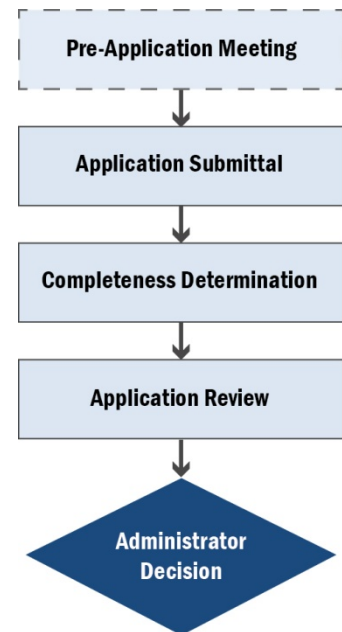 Pre-Application Meeting
Application Submittal
Completeness Determination
Application Review
Administrator
Decision